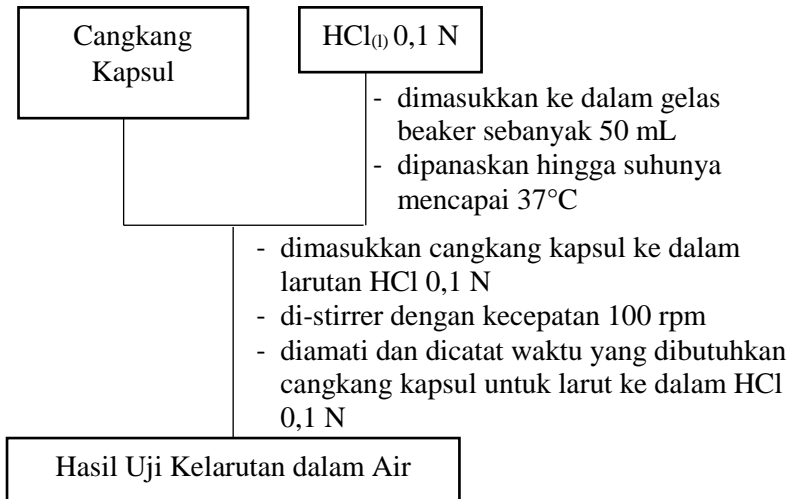 Cangkang
Kapsul
HCl(l) 0,1 N
- dimasukkan ke dalam gelas
beaker sebanyak 50 mL
- dipanaskan hingga suhunya
mencapai 37°C
- dimasukkan cangkang kapsul ke dalam
larutan HCl 0,1 N
- di-stirrer dengan kecepatan 100 rpm
- diamati dan dicatat waktu yang dibutuhkan
cangkang kapsul untuk larut ke dalam HCl
0,1 N
Hasil Uji Kelarutan dalam Air